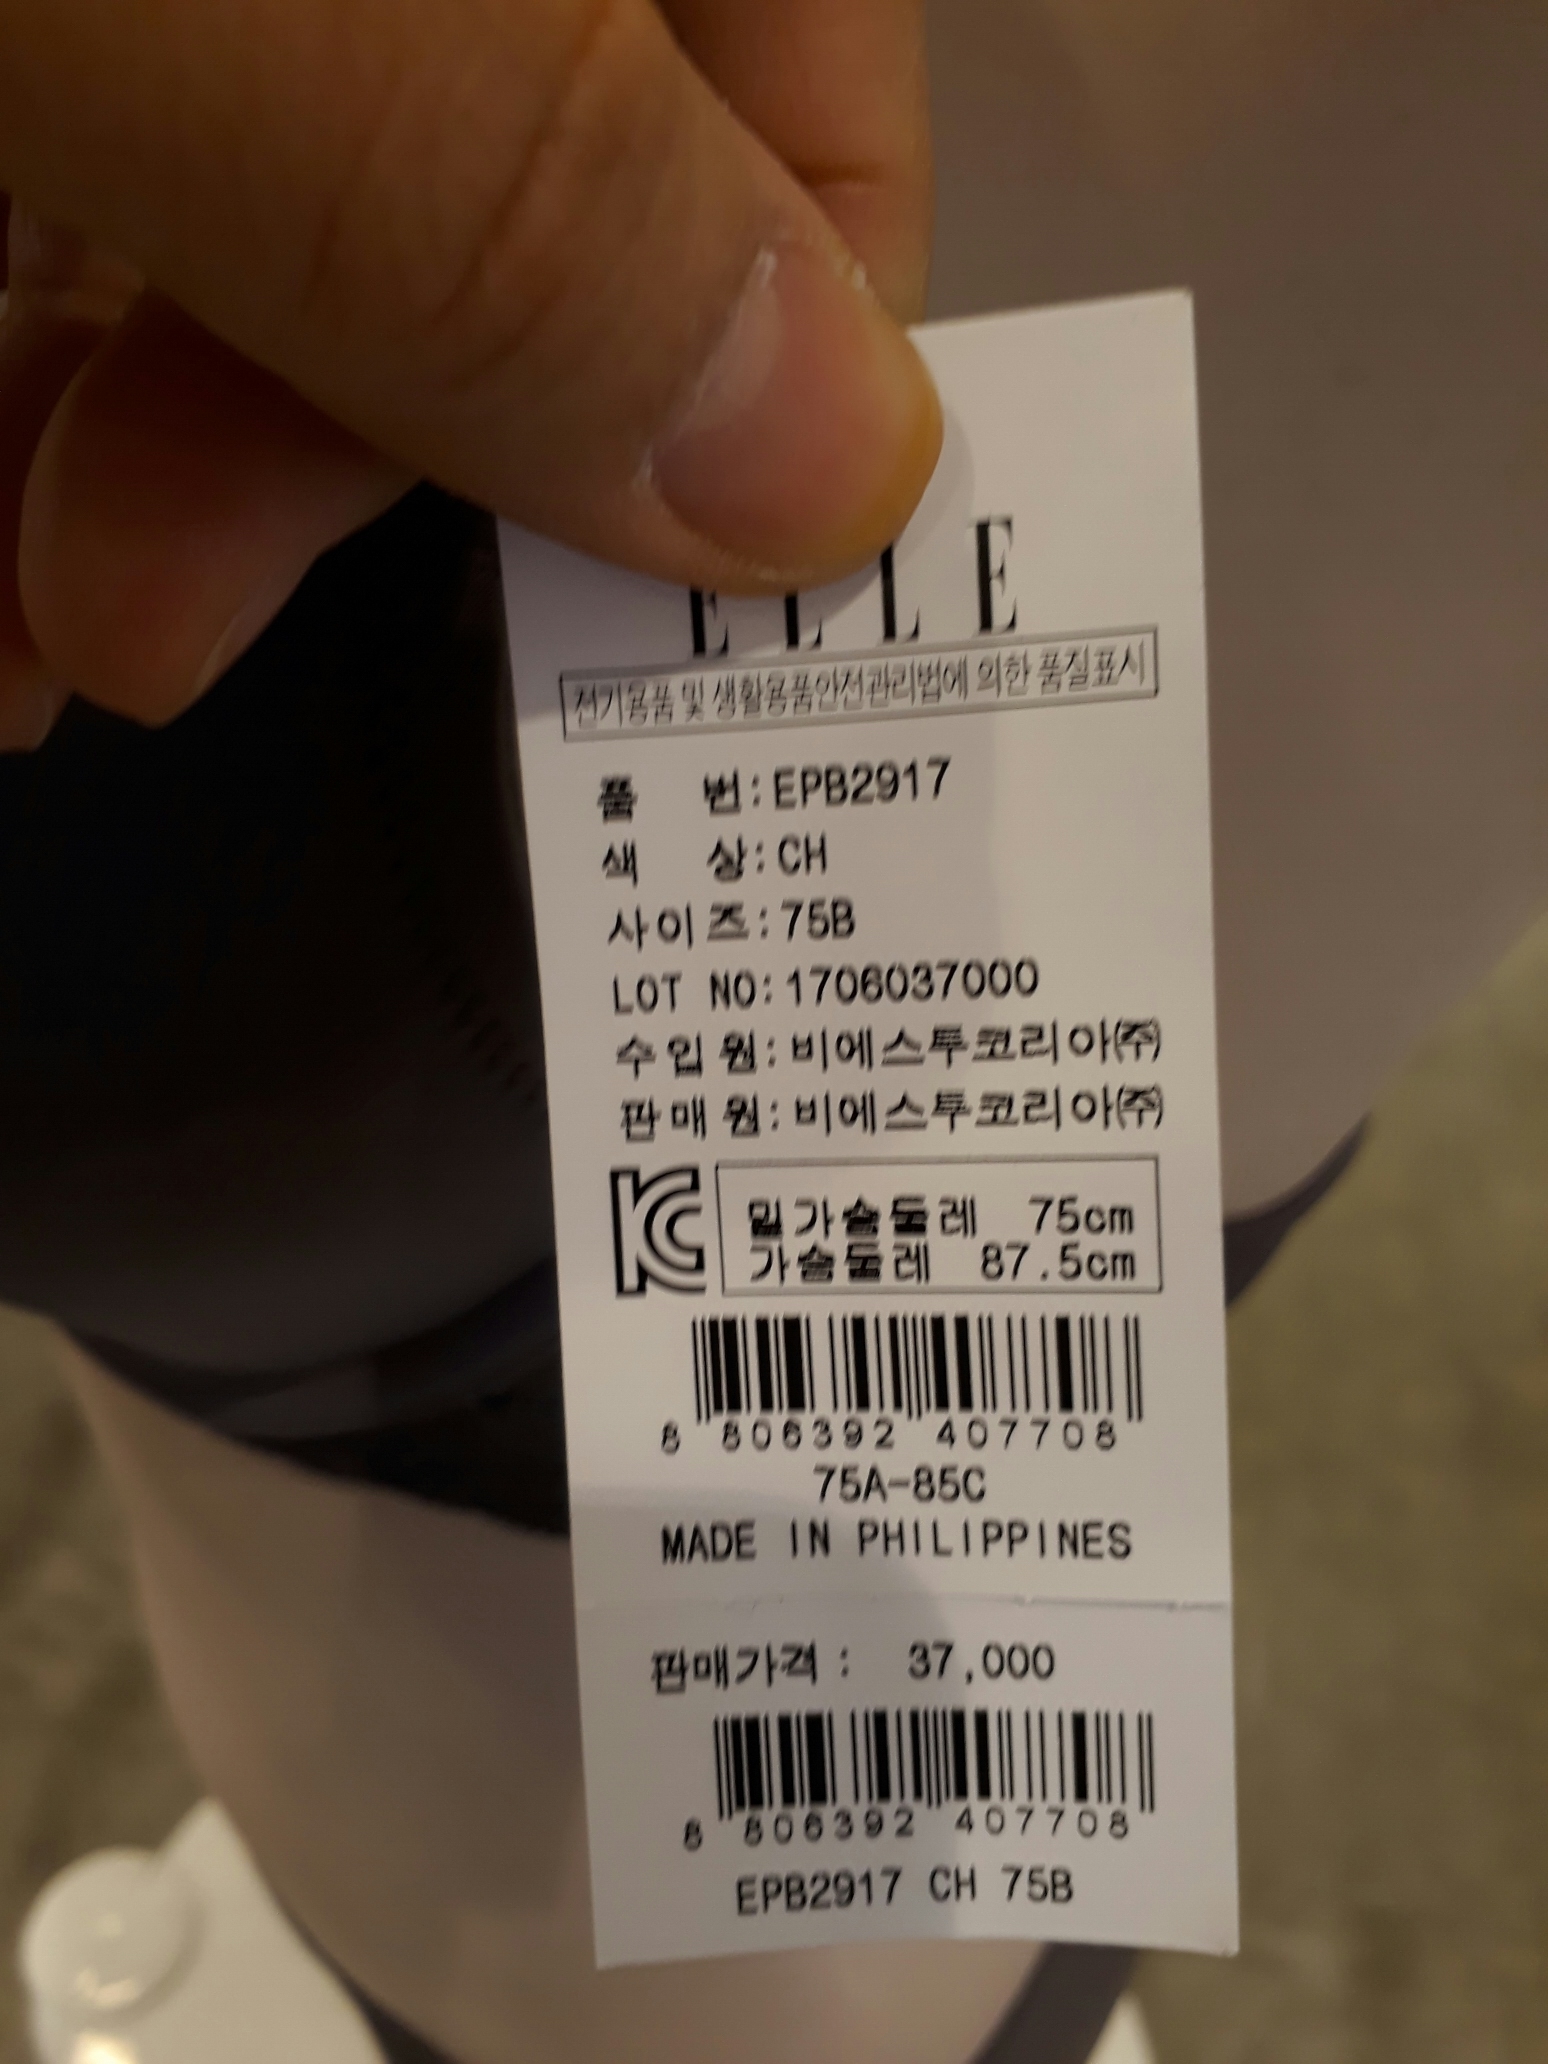 ELLE
전기용품 및 생활용품안전관리법에 의한 품질표시
품 번:EPB2917
색 상:CH
사이즈:75B
LOT NO:1706037000
수입원:비에스투코리아㈜
판매원:비에스투코리아㈜
밑가슴둘레 75cm
가슴둘레 87.5cm
8 806392 407708
75A-85C
MADE IN PHILIPPINES
판매가격 : 37,000
8 806392 407708
EPB2917 CH 75B